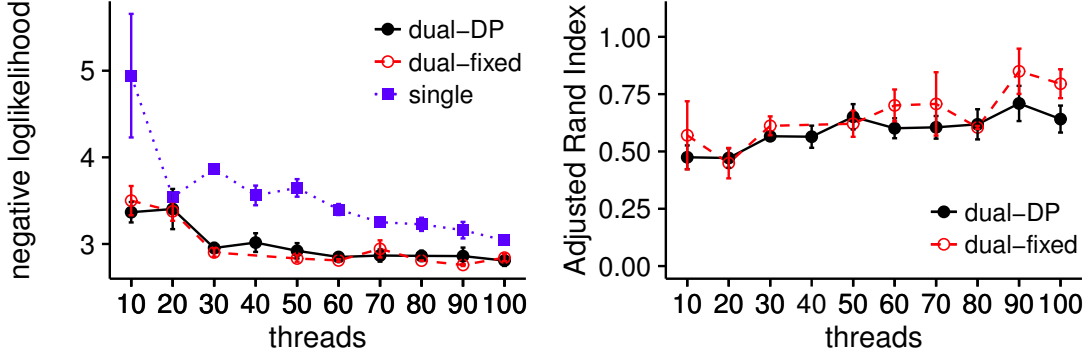 negative loglikelihood
5
4
3
dual-DP
dual-fixed
single
10 20 30 40 50 60 70 80 90 100
threads
Adjusted Rand Index
1.00
0.75
0.50
0.25
0.00
dual-DP
dual-fixed
10 20 30 40 50 60 70 80 90 100
threads